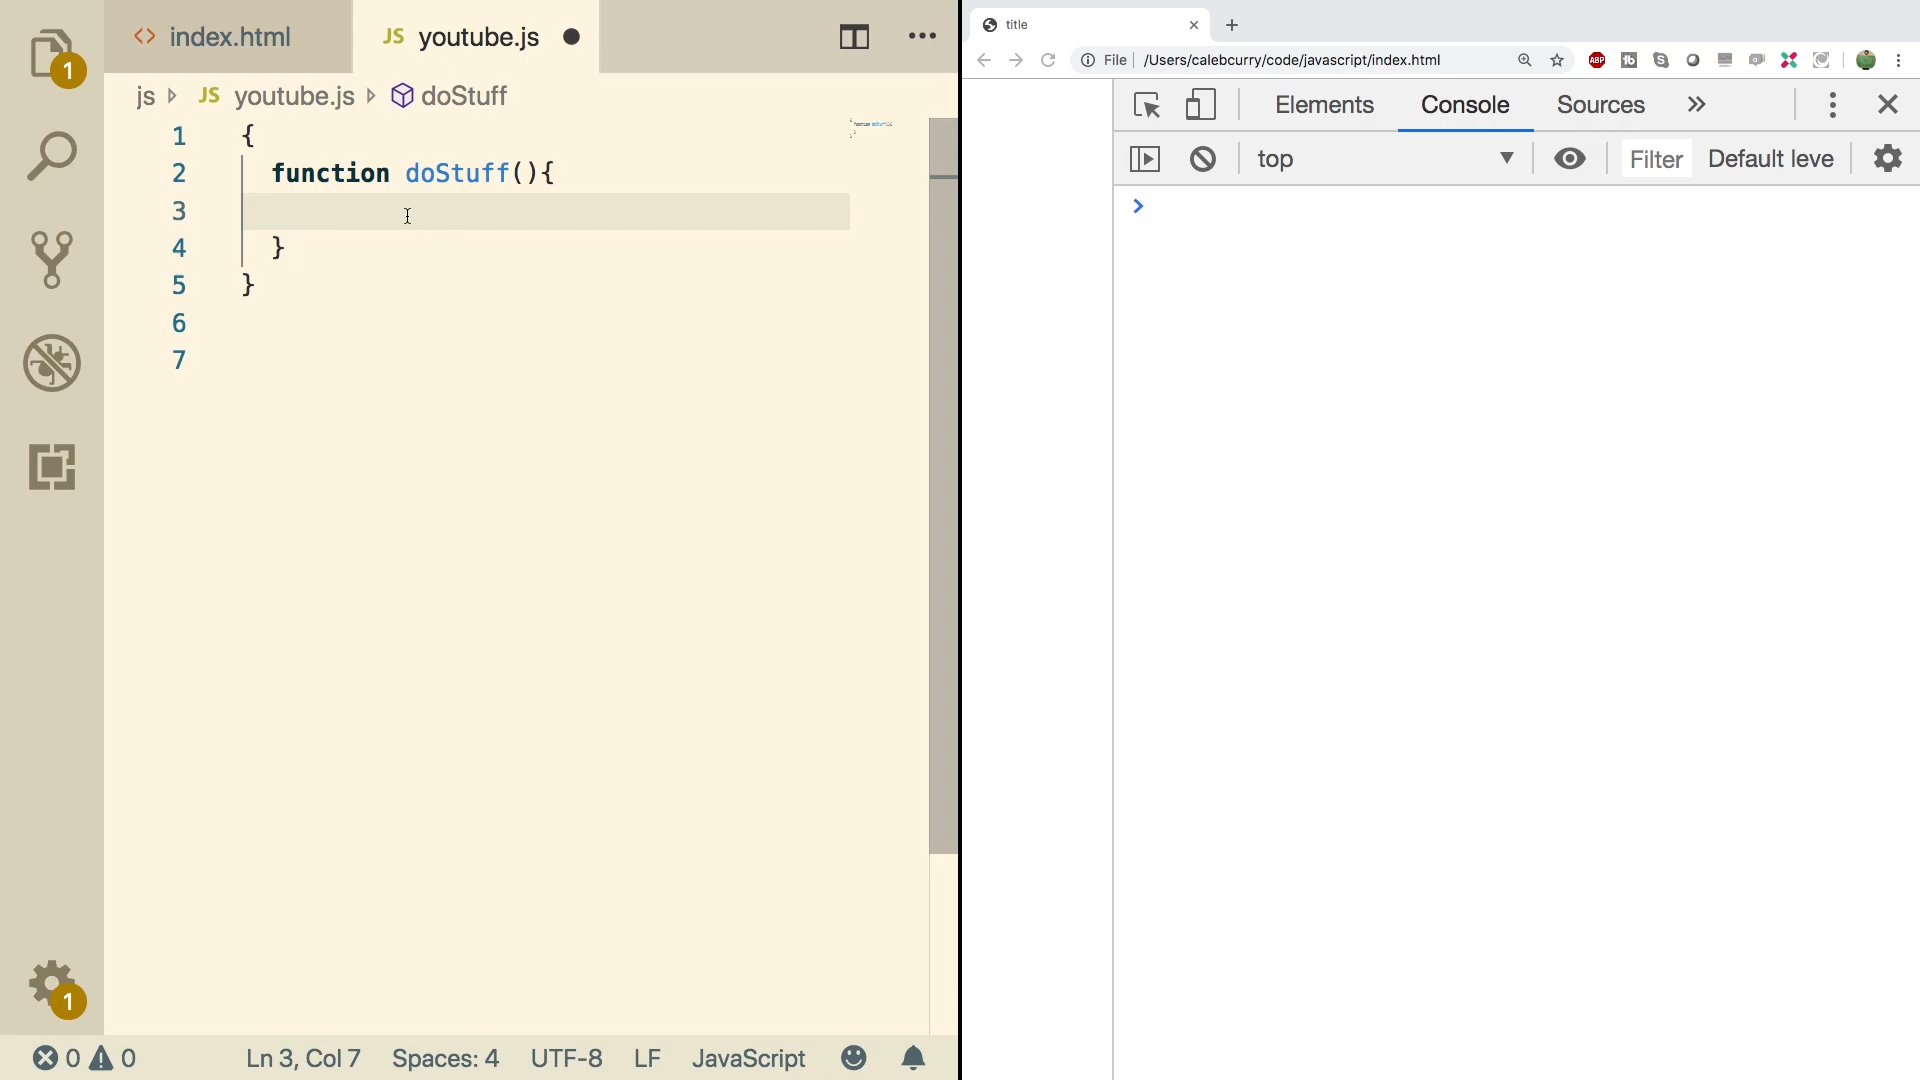 1
<> index.html
JS youtube.js
js JS youtube.js doStuff
1 {
2 function doStuff(){
3
4 }
5 }
6
7
1
0 0 Ln 3, Col 7 Spaces: 4 UTF-8 LF JavaScript
title
File /Users/calebcurry/code/javascript/index.html ABP
Elements Console Sources
top Filter Default leve